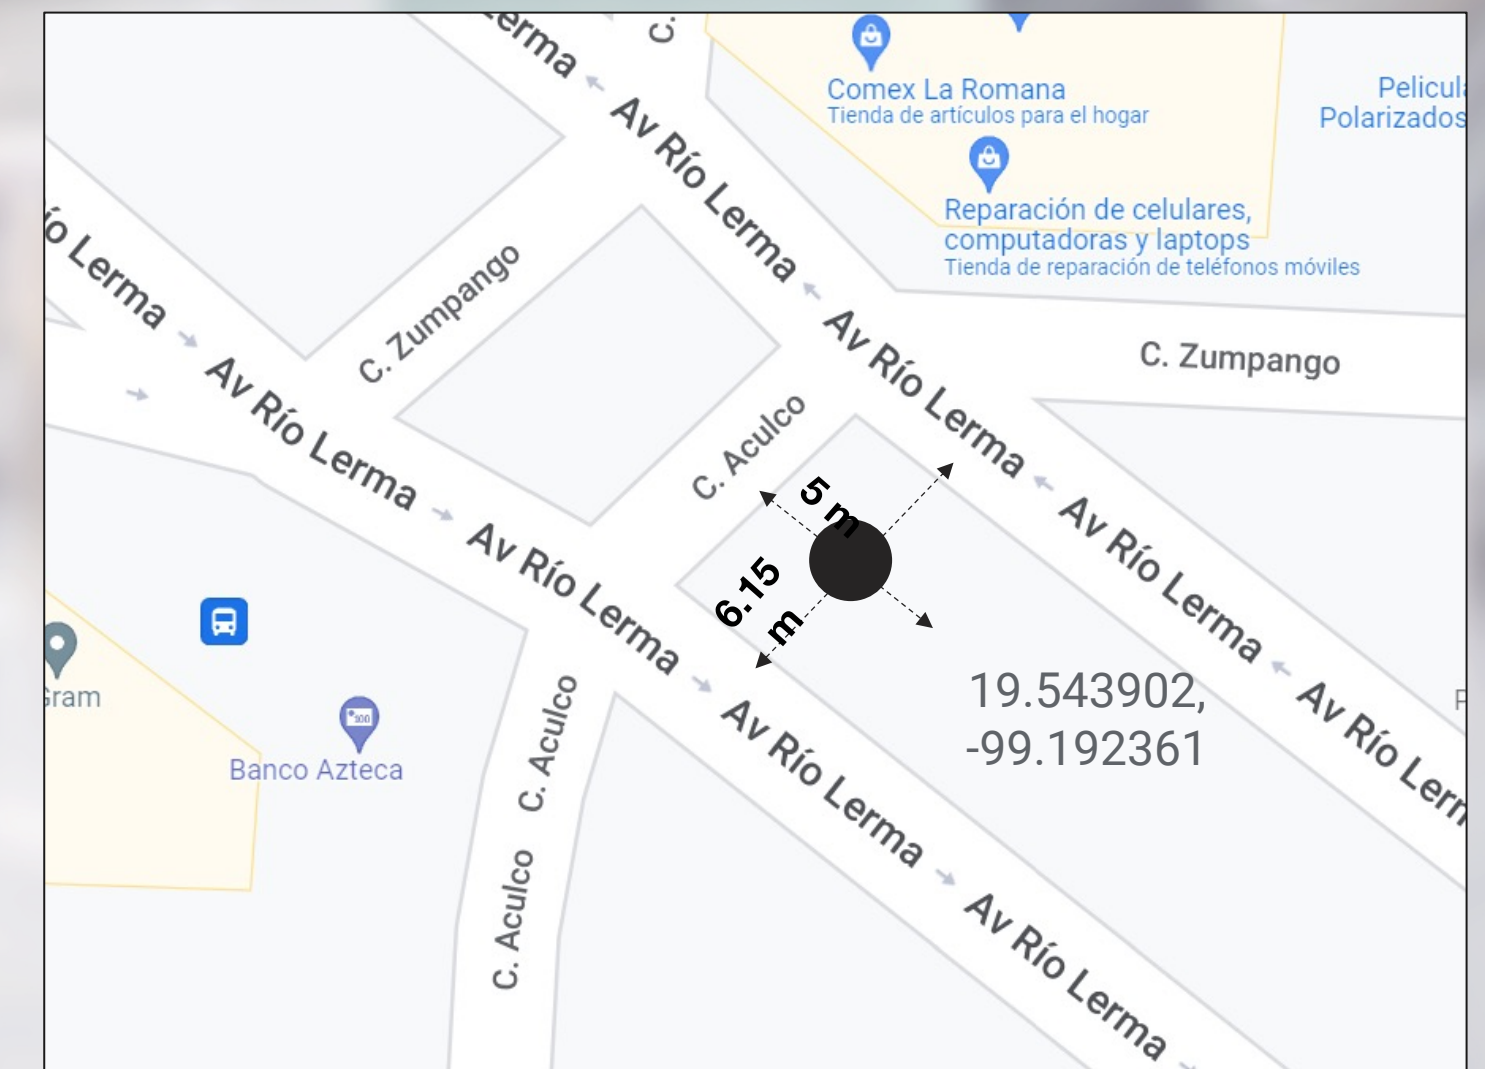 Lerma
C.
Av Río Lerma
Comex La Romana
Tienda de artículos para el hogar
Pelicul
Polarizados
Reparación de celulares,
computadoras y laptops
Tienda de reparación de teléfonos móviles
ío Lerma
C. Zumpango
Av Río Lerma
C. Zumpango
Av Río Lerma
C. Aculco
5 m
Av Río Lerma
Av Río Lerma
6.15
m
Gram
Banco Azteca
$100
C. Aculco
19.543902,
-99.192361
P
Av Río Lerma
Av Río Lerm
C. Aculco
Av Río Lerma